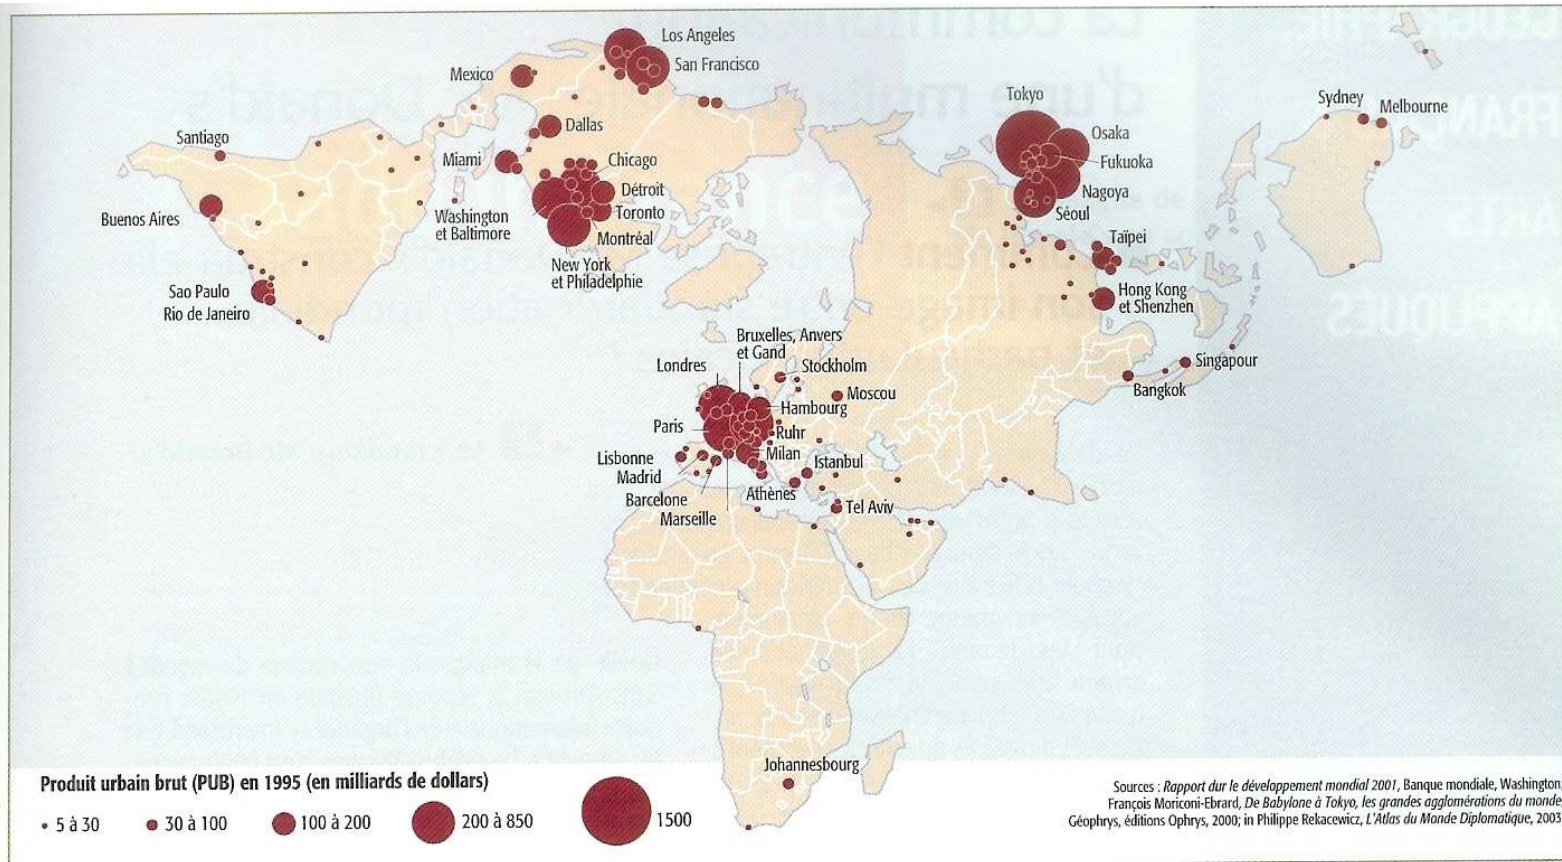 Los Angeles
San Francisco
Mexico
Dallas
Santiago
Miami
Chicago
Détroit
Toronto
Buenos Aires
Washington
et Baltimore
Montréal
New York
et Philadelphie
Sao Paulo
Rio de Janeiro
Tokyo
Osaka
Fukuoka
Nagoya
Séoul
Taïpei
Hong Kong
et Shenzhen
Sydney
Melbourne
Singapour
Bangkok
Bruxelles, Anvers
et Gand
Londres
Stockholm
Moscou
Hambourg
Paris
Ruhr
Milan
Lisbonne
Madrid
Istanbul
Barcelone
Athènes
Marseille
Tel Aviv
Johannesbourg
Produit urbain brut (PUB) en 1995 (en milliards de dollars)
5 à 30
30 à 100
100 à 200
200 à 850
1500
Sources : Rapport dur le développement mondial 2001, Banque mondiale, Washington;
François Moriconi-Ebrard, De Babylone à Tokyo, les grandes agglomérations du monde,
Géophrys, éditions Ophrys, 2000; in Philippe Rekacewicz, L'Atlas du Monde Diplomatique, 2003